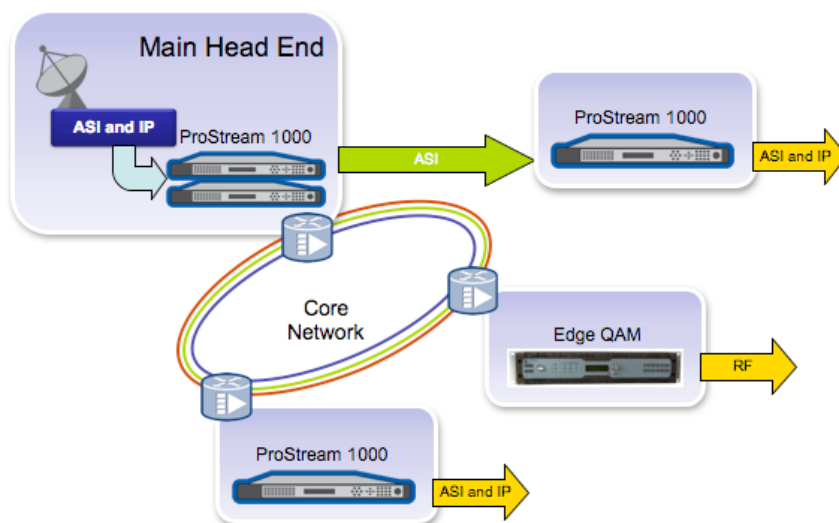 Main Head End
ASI and IP
ProStream 1000
ASI
ProStream 1000
ASI and IP
Core
Network
Edge QAM
RF
ProStream 1000
ASI and IP